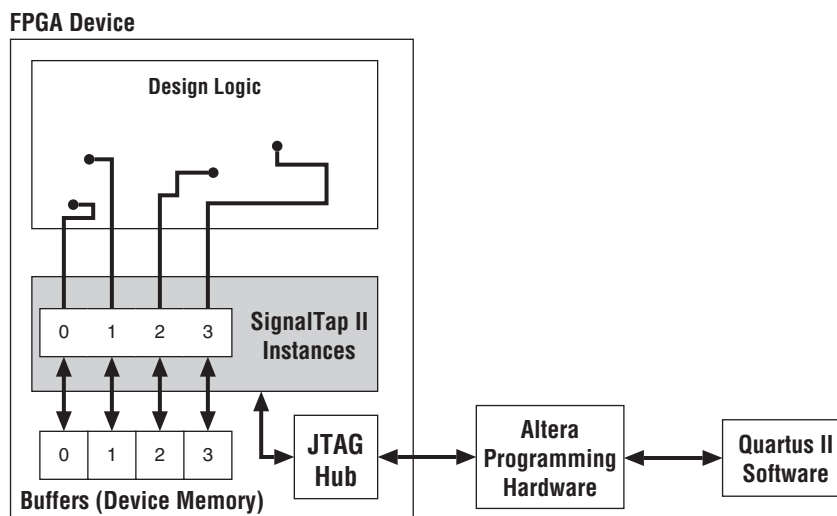 FPGA Device
Design Logic
0 1 2 3
SignalTap II
Instances
0 1 2 3
Buffers (Device Memory)
JTAG
Hub
Altera
Programming
Hardware
Quartus II
Software